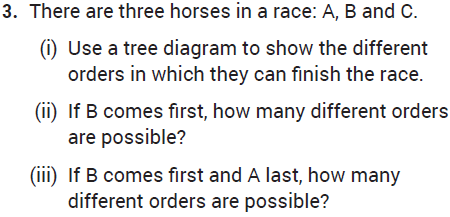 3. There are three horses in a race: A, B and C.
(i) Use a tree diagram to show the different
orders in which they can finish the race.
(ii) If B comes first, how many different orders
are possible?
(iii) If B comes first and A last, how many
different orders are possible?